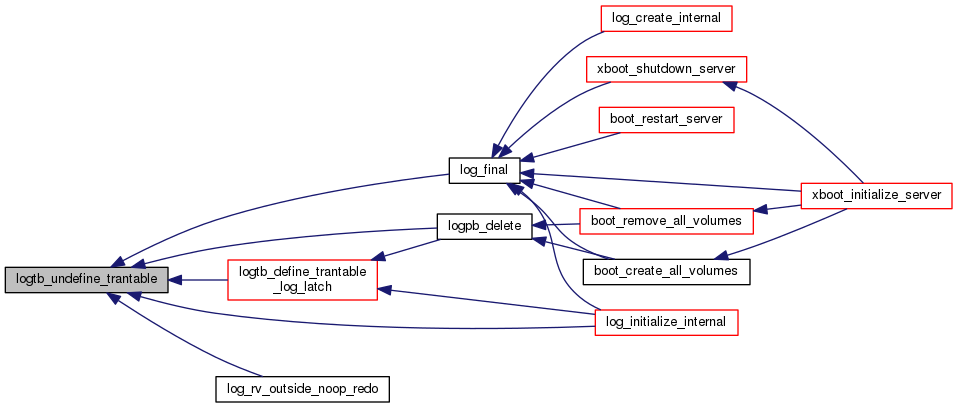 log_create_internal
xboot_shutdown_server
boot_restart_server
log_final
xboot_initialize_server
boot_remove_all_volumes
logpb_delete
boot_create_all_volumes
logtb_undefine_trantable
logtb_define_trantable
_log_latch
log_initialize_internal
log_rv_outside_noop_redo